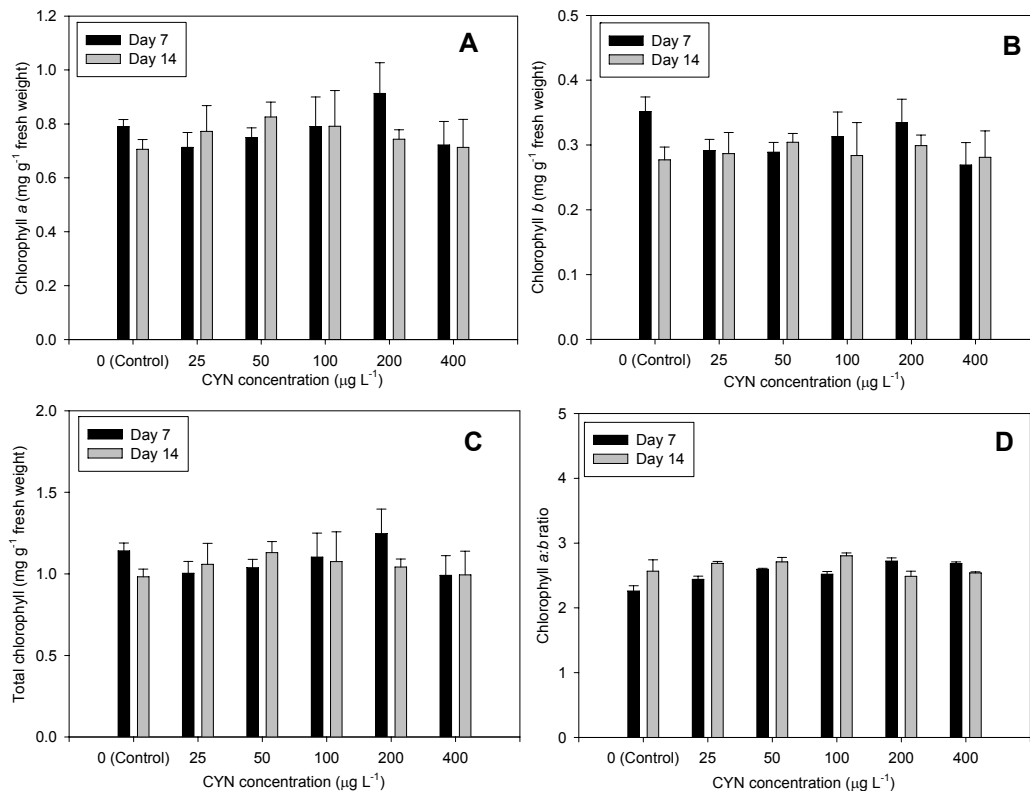 A
Day 7
Day 14
Chlorophyll a (mg g⁻¹ fresh weight)
1.2
1.0
0.8
0.6
0.4
0.2
0.0
0 (Control) 25 50 100 200 400
CYN concentration (μg L⁻¹)
B
Day 7
Day 14
Chlorophyll b (mg g⁻¹ fresh weight)
0.5
0.4
0.3
0.2
0.1
0.0
0 (Control) 25 50 100 200 400
CYN concentration (μg L⁻¹)
C
Day 7
Day 14
Total chlorophyll (mg g⁻¹ fresh weight)
2.0
1.5
1.0
0.5
0.0
0 (Control) 25 50 100 200 400
CYN concentration (μg L⁻¹)
D
Day 7
Day 14
Chlorophyll a:b ratio
5
4
3
2
1
0
0 (Control) 25 50 100 200 400
CYN concentration (μg L⁻¹)